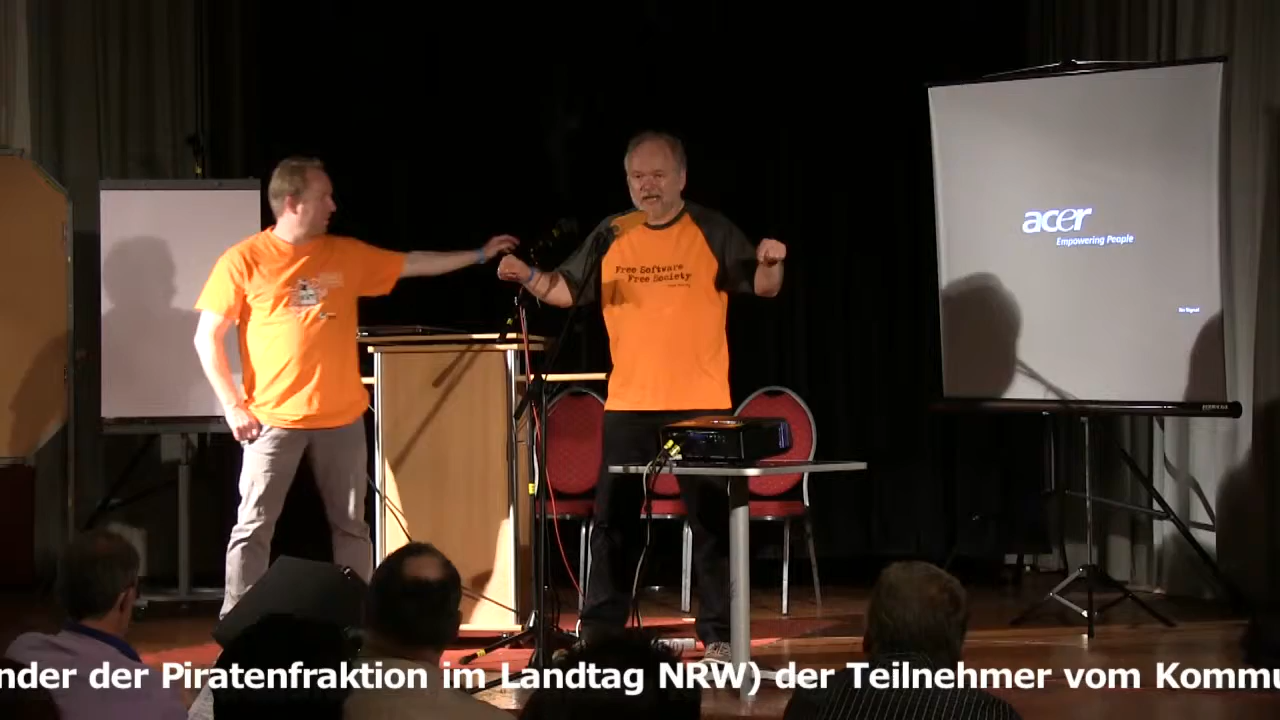 acer
Empowering People
Free Software
Free Society
nder der Piratenfraktion im Landtag NRW) der Teilnehmer vom Kommu